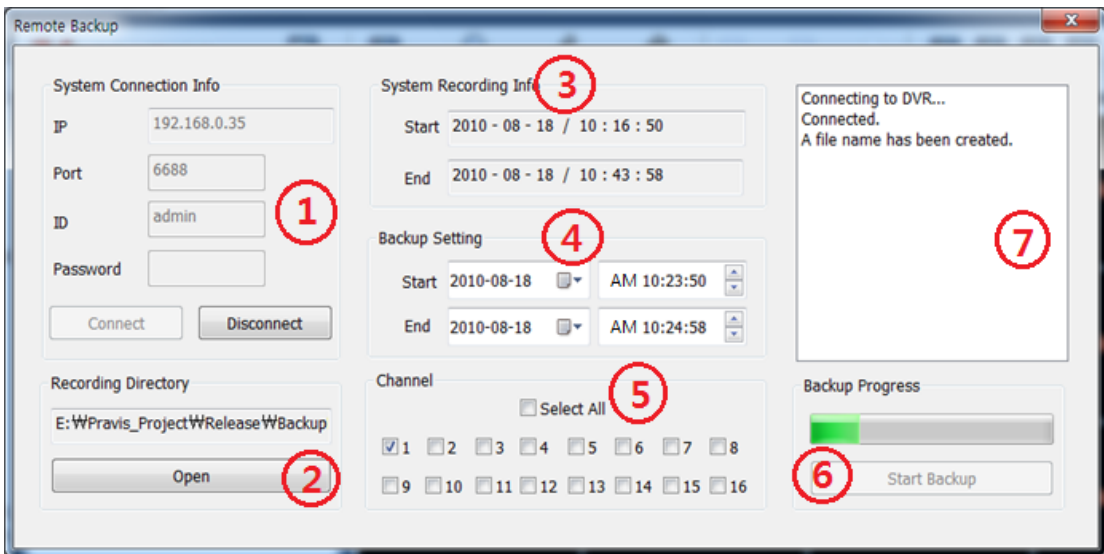 Remote Backup
System Connection Info
IP 192.168.0.35
Port 6688
ID admin
Password
Connect Disconnect
1
Recording Directory
E:₩Pravis_Project₩Release₩Backup
Open
2
System Recording Info
3
Start 2010 - 08 - 18 / 10 : 16 : 50
End 2010 - 08 - 18 / 10 : 43 : 58
Backup Setting
4
Start 2010-08-18 AM 10:23:50
End 2010-08-18 AM 10:24:58
Channel
5
Select All
1 2 3 4 5 6 7 8
9 10 11 12 13 14 15 16
Connecting to DVR...
Connected.
A file name has been created.
7
Backup Progress
6
Start Backup